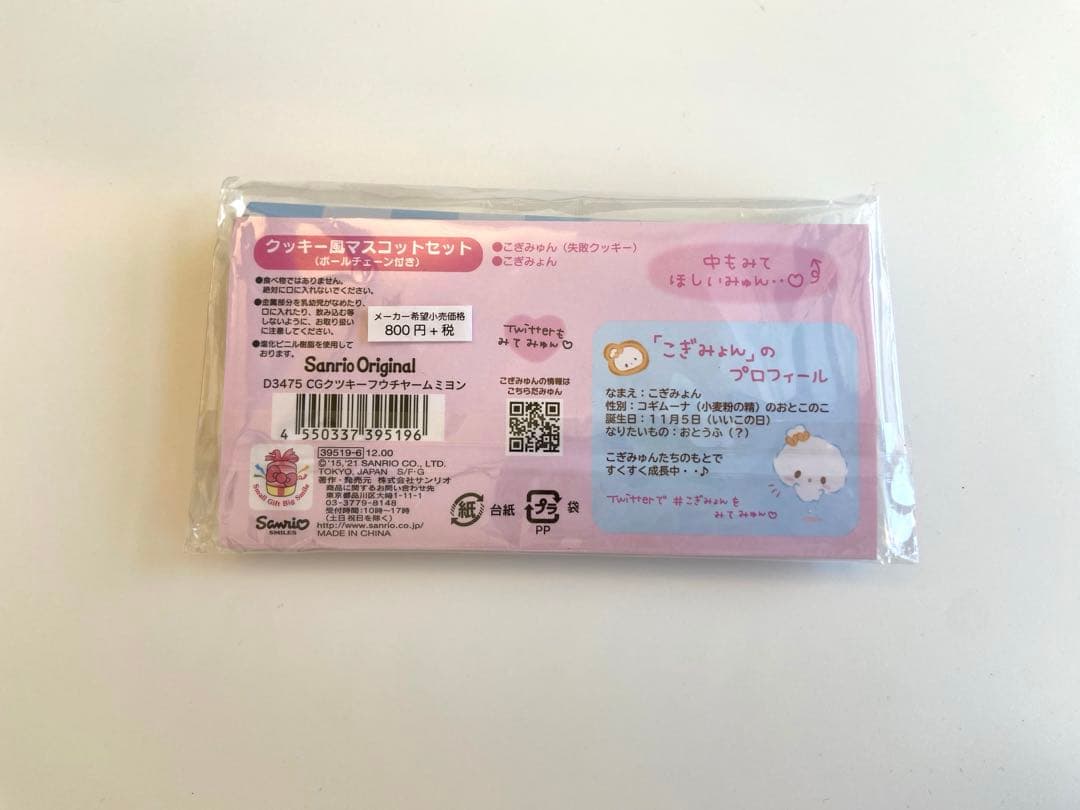 クッキー風マスコットセット
(ボールチェーン付き)
●こぎみゅん(失敗クッキー)
●こぎみょん
中もみて
ほしいみゅん‥♡
●食べ物ではありません。
絶対に口に入れないでください。
●金属部分を乳幼児がなめたり、
口に入れたり、飲み込む等
しないように、お取り扱い
に注意してください。
●塩化ビニル樹脂を使用して
おります。
メーカー希望小売価格
800円+税
Twitterも
みてみゅん♡
Sanrio Original
D3475 CGクツキーフウチヤームミヨン
4 550337 395196
39519-6 12.00
©'15,'21 SANRIO CO., LTD.
TOKYO, JAPAN S/F・G
著作・発売元 株式会社サンリオ
商品に関するお問い合わせ先
東京都品川区大崎1-11-1
03-3779-8148
受付時間:10時〜17時
(土日祝日を除く)
http://www.sanrio.co.jp/
MADE IN CHINA
Small Gift Big Smile
Sanrio
SMILES
こぎみゅんの情報は
こちらだみゅん
紙 台紙
プラ 袋
PP
「こぎみょん」の
プロフィール
なまえ:こぎみょん
性別:コギムーナ(小麦粉の精)のおとこのこ
誕生日:11月5日(いいこの日)
なりたいもの:おとうふ(?)
こぎみゅんたちのもとで
すくすく成長中・・♪
Twitterで #こぎみょんを
みてみゅん♡